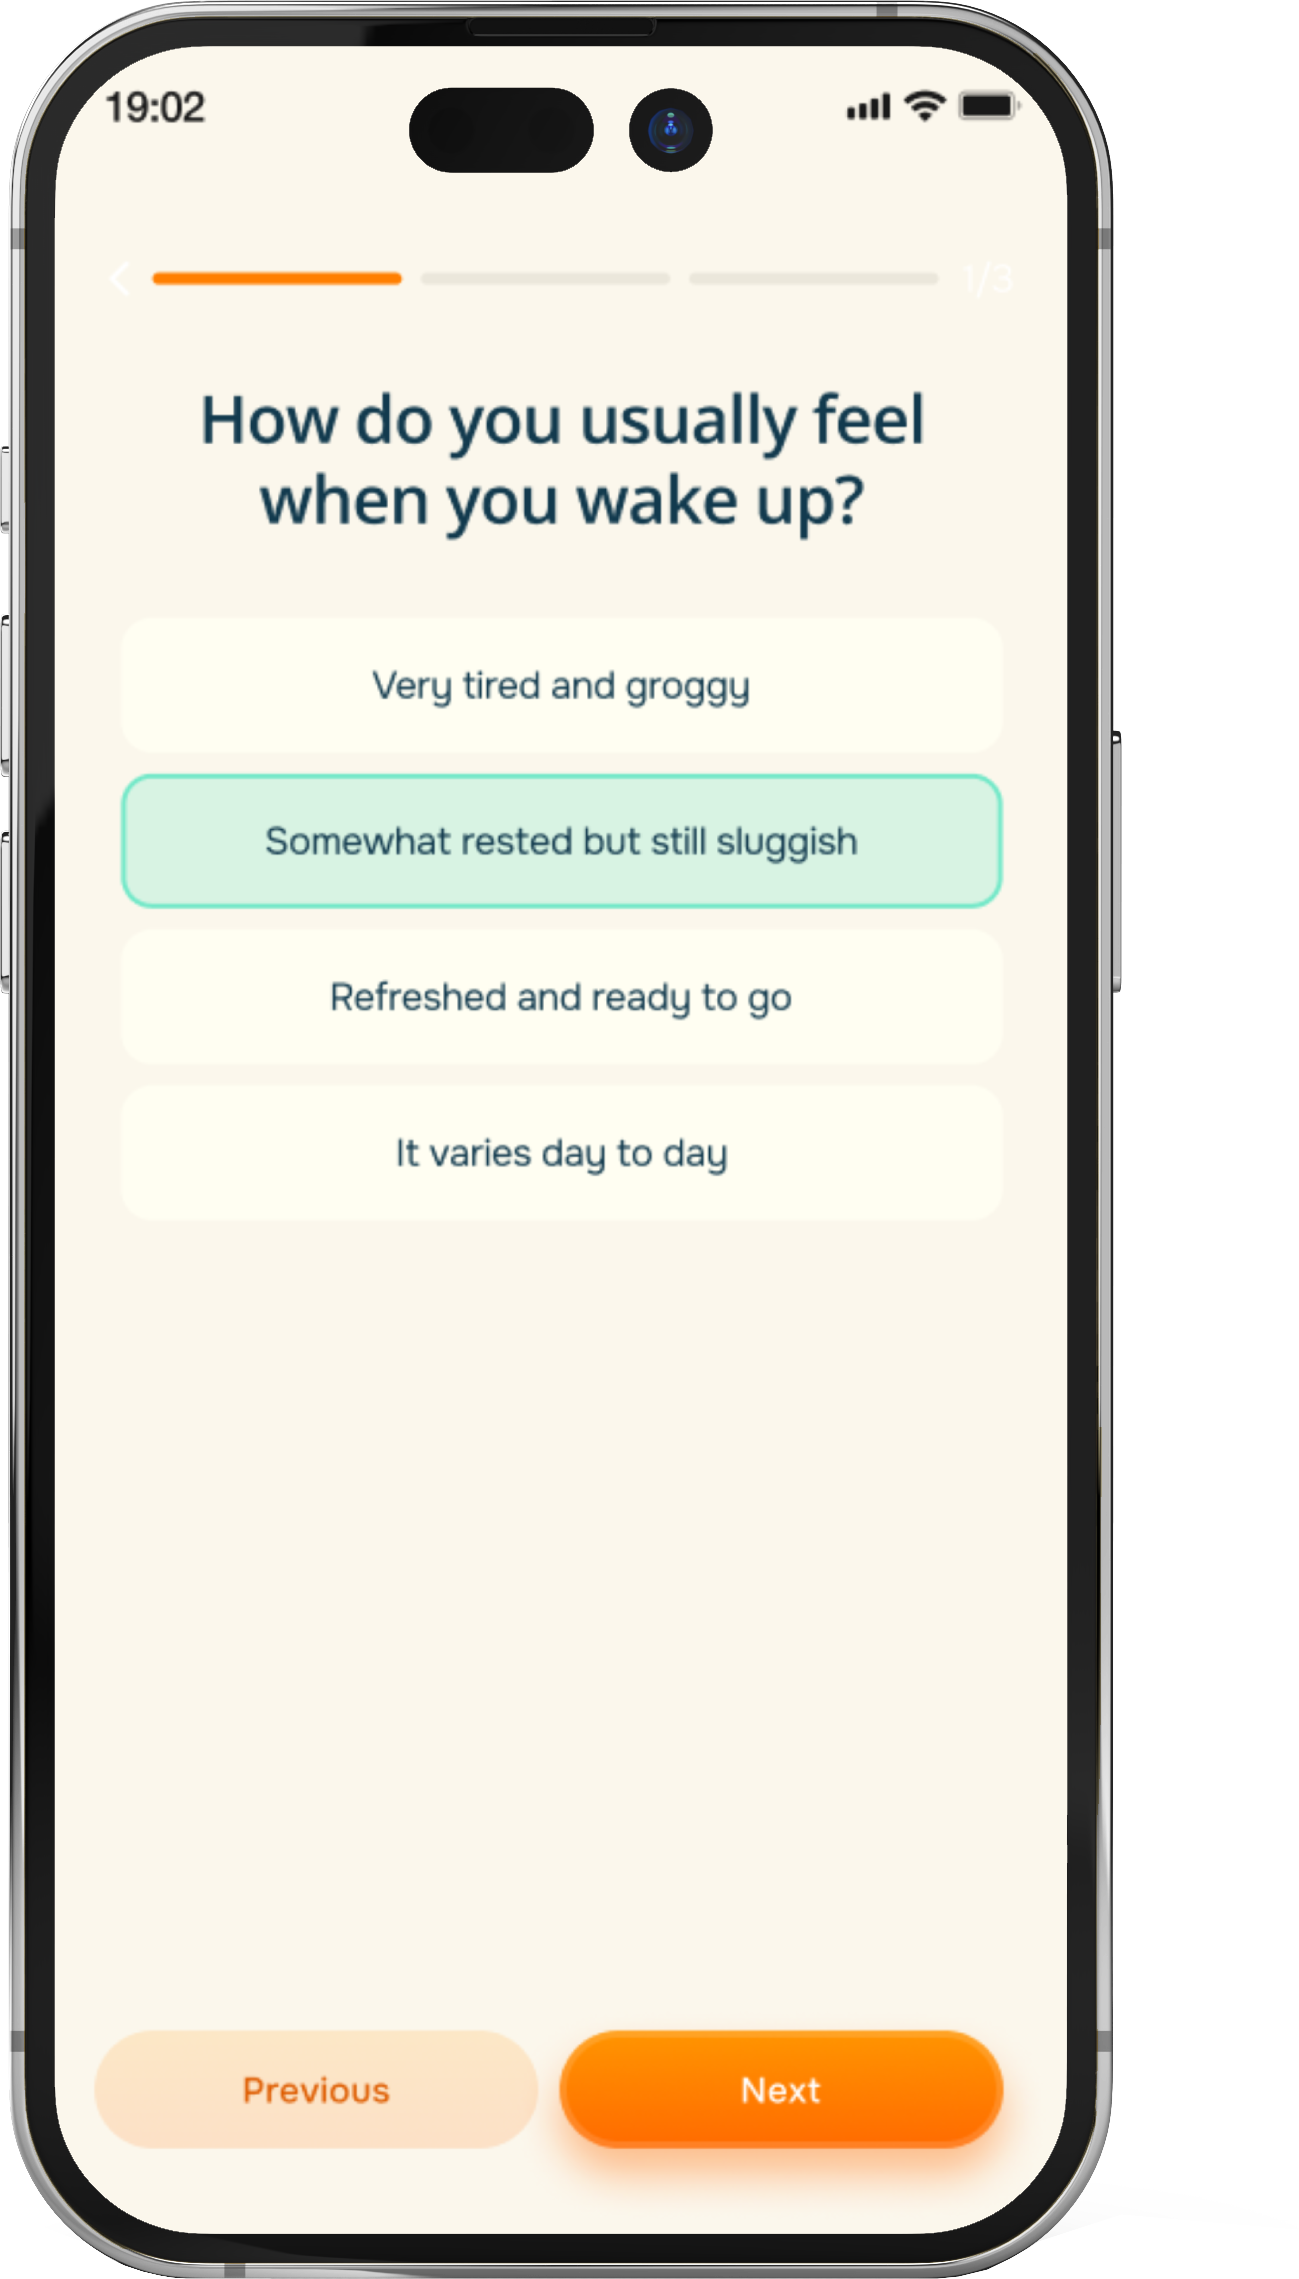 19:02
1/3
How do you usually feel
when you wake up?
Very tired and groggy
Somewhat rested but still sluggish
Refreshed and ready to go
It varies day to day
Previous
Next